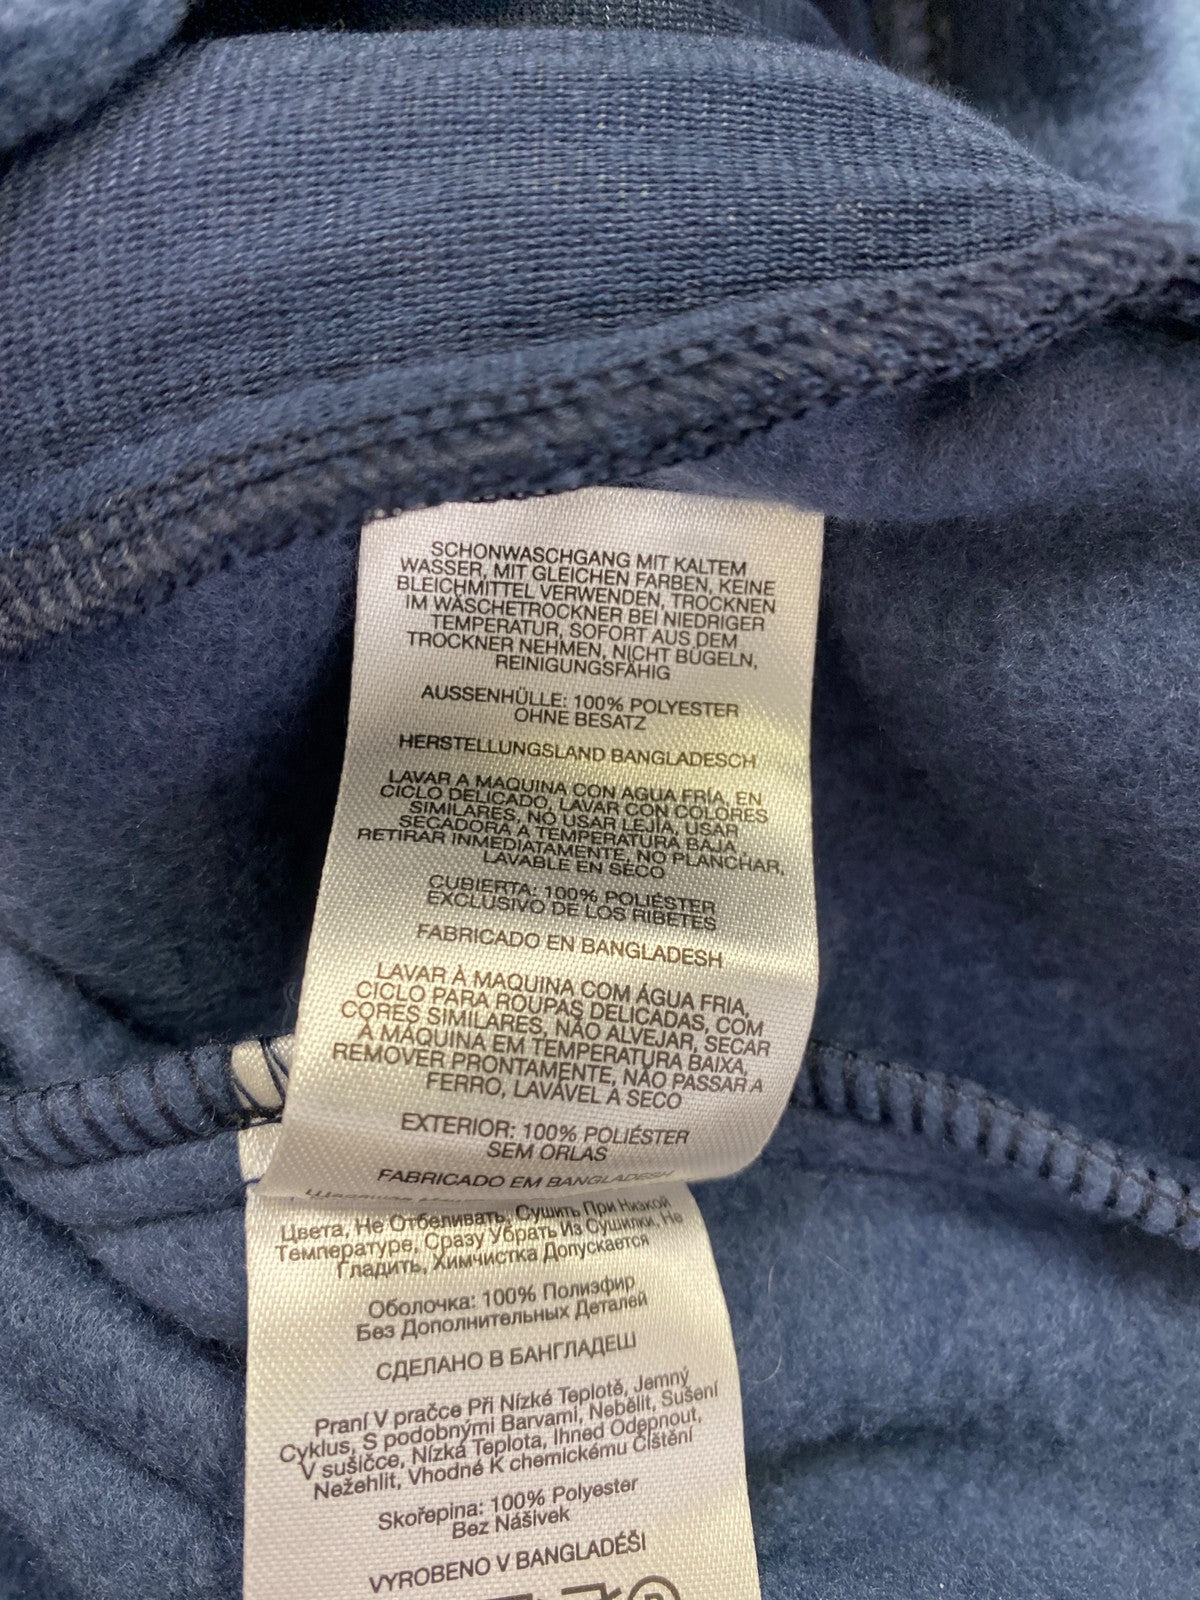 SCHONWASCHGANG MIT KALTEM
WASSER, MIT GLEICHEN FARBEN, KEINE
BLEICHMITTEL VERWENDEN, TROCKNEN
IM WÄSCHETROCKNER BEI NIEDRIGER
TEMPERATUR, SOFORT AUS DEM
TROCKNER NEHMEN, NICHT BÜGELN,
REINIGUNGSFÄHIG
AUSSENHÜLLE: 100% POLYESTER
OHNE BESATZ
HERSTELLUNGSLAND BANGLADESCH
LAVAR A MAQUINA CON AGUA FRÍA, EN
CICLO DELICADO, LAVAR CON COLORES
SIMILARES, NO USAR LEJÍA, USAR
SECADORA A TEMPERATURA BAJA,
RETIRAR INMEDIATAMENTE, NO PLANCHAR,
LAVABLE EN SECO
CUBIERTA: 100% POLIÉSTER
EXCLUSIVO DE LOS RIBETES
FABRICADO EN BANGLADESH
LAVAR À MAQUINA COM ÁGUA FRIA,
CICLO PARA ROUPAS DELICADAS, COM
CORES SIMILARES, NÃO ALVEJAR, SECAR
À MÁQUINA EM TEMPERATURA BAIXA,
REMOVER PRONTAMENTE, NÃO PASSAR A
FERRO, LAVÁVEL A SECO
EXTERIOR: 100% POLIÉSTER
SEM ORLAS
FABRICADO EM BANGLADESH
Цвета, Не Отбеливать, Сушить При Низкой
Температуре, Сразу Убрать Из Сушилки, Не
Гладить, Химчистка Допускается
Оболочка: 100% Полиэфир
Без Дополнительных Деталей
СДЕЛАНО В БАНГЛАДЕШ
Praní V pračce Při Nízké Teplotě, Jemný
Cyklus, S podobnými Barvami, Nebělit, Sušení
V sušičce, Nízká Teplota, Ihned Odepnout,
Nežehlit, Vhodné K chemickému Čištění
Skořepina: 100% Polyester
Bez Nášivek
VYROBENO V BANGLADÉŠI